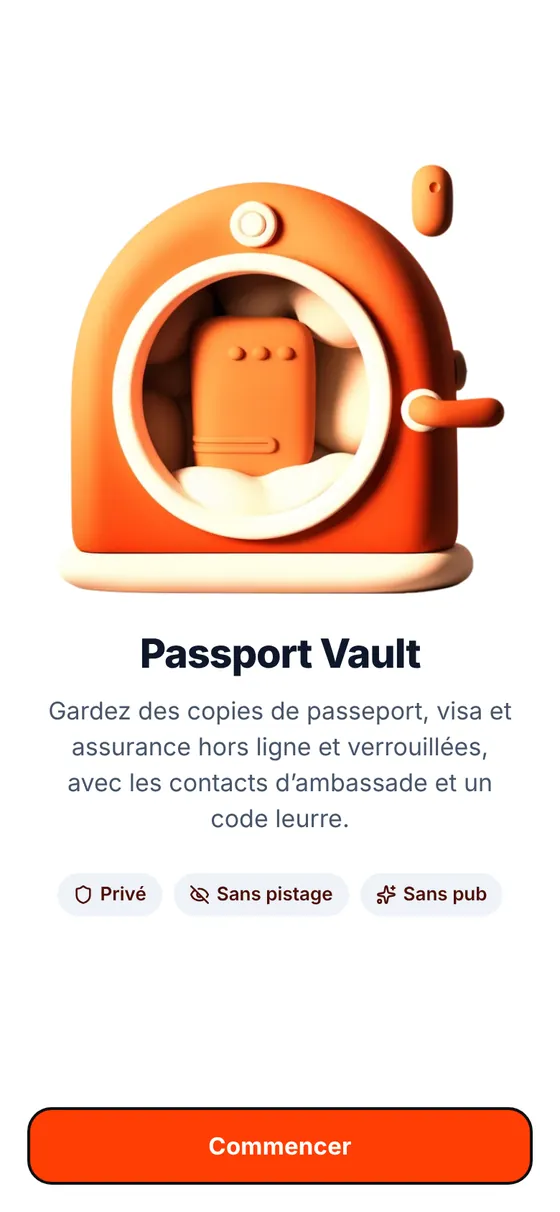 Passport Vault
Gardez des copies de passeport, visa et
assurance hors ligne et verrouillées,
avec les contacts d’ambassade et un
code leurre.
Privé
Sans pistage
Sans pub
Commencer